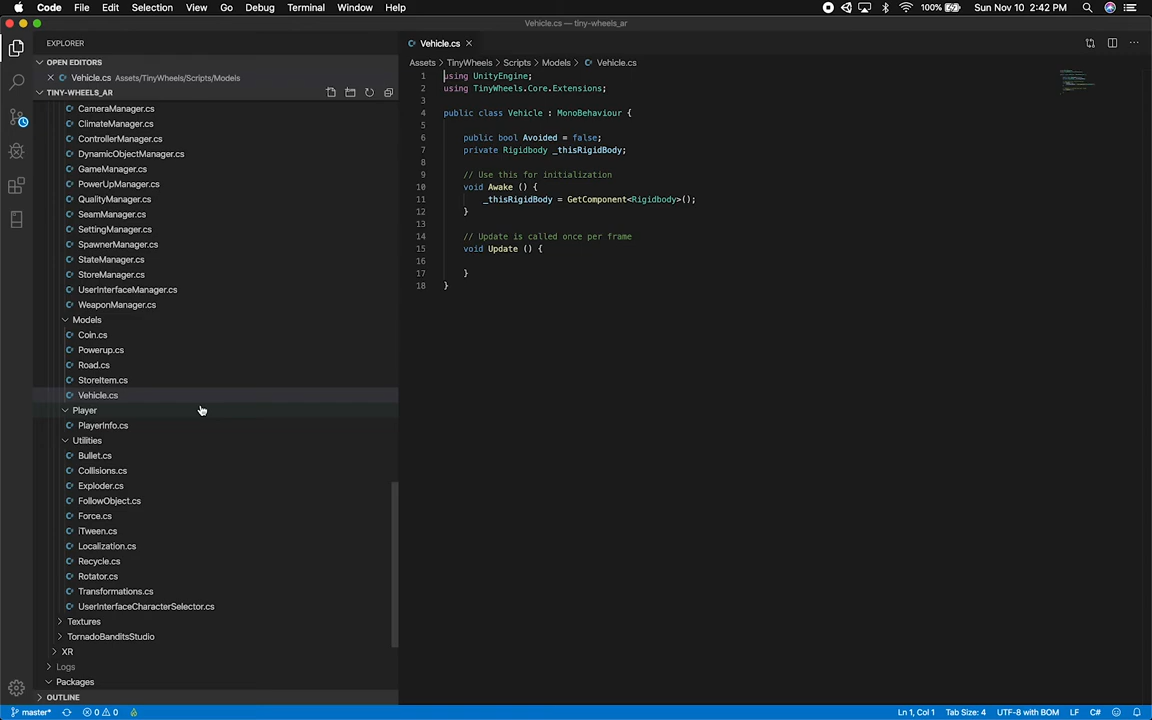 Code File Edit Selection View Go Debug Terminal Window Help 100% Sun Nov 10 2:42 PM
Vehicle.cs — tiny-wheels_ar
EXPLORER
OPEN EDITORS
Vehicle.cs Assets/TinyWheels/Scripts/Models
TINY-WHEELS_AR
CameraManager.cs
ClimateManager.cs
ControllerManager.cs
DynamicObjectManager.cs
GameManager.cs
PowerUpManager.cs
QualityManager.cs
SeamManager.cs
SettingManager.cs
SpawnerManager.cs
StateManager.cs
StoreManager.cs
UserInterfaceManager.cs
WeaponManager.cs
Models
Coin.cs
Powerup.cs
Road.cs
StoreItem.cs
Vehicle.cs
Player
PlayerInfo.cs
Utilities
Bullet.cs
Collisions.cs
Exploder.cs
FollowObject.cs
Force.cs
iTween.cs
Localization.cs
Recycle.cs
Rotator.cs
Transformations.cs
UserInterfaceCharacterSelector.cs
Textures
TornadoBanditsStudio
XR
Logs
Packages
OUTLINE
Vehicle.cs
Assets > TinyWheels > Scripts > Models > Vehicle.cs
1 using UnityEngine;
2 using TinyWheels.Core.Extensions;
3
4 public class Vehicle : MonoBehaviour {
5
6 public bool Avoided = false;
7 private Rigidbody _thisRigidBody;
8
9 // Use this for initialization
10 void Awake () {
11 _thisRigidBody = GetComponent<Rigidbody>();
12 }
13
14 // Update is called once per frame
15 void Update () {
16
17 }
18 }
master* 0 0 Ln 1, Col 1 Tab Size: 4 UTF-8 with BOM LF C#